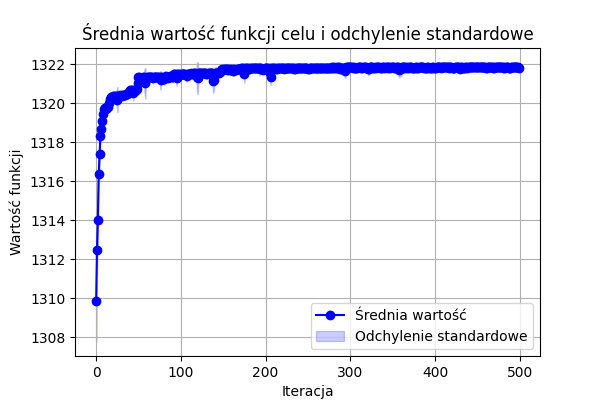 Średnia wartość funkcji celu i odchylenie standardowe
Wartość funkcji
1322
1320
1318
1316
1314
1312
1310
1308
Średnia wartość
Odchylenie standardowe
0 100 200 300 400 500
Iteracja